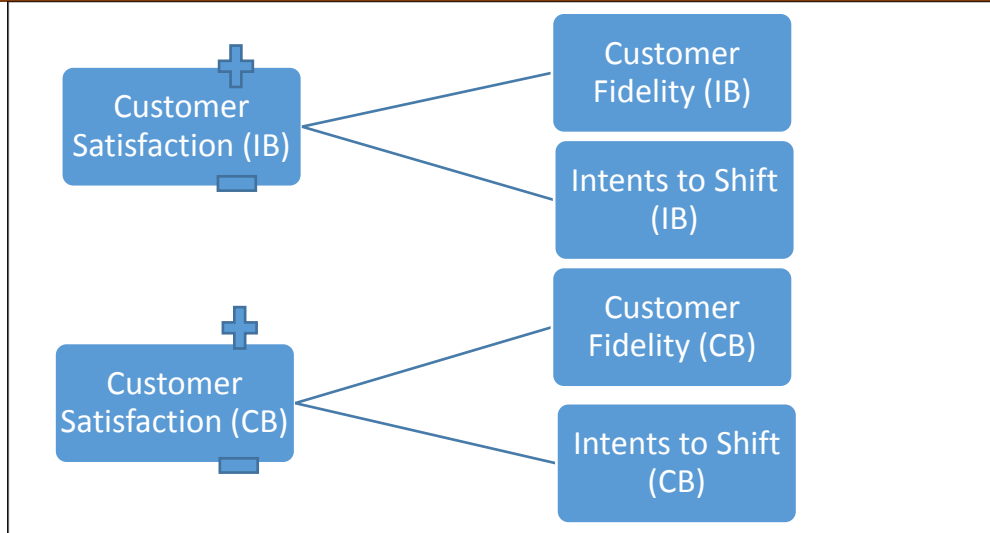 Customer
Satisfaction (IB)
Customer
Fidelity (IB)
Intents to Shift
(IB)
Customer
Satisfaction (CB)
Customer
Fidelity (CB)
Intents to Shift
(CB)